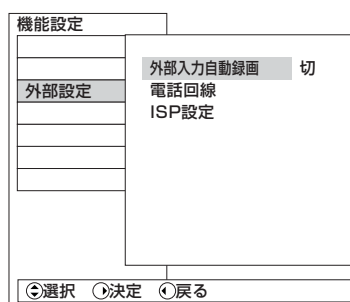 機能設定
外部設定
外部入力自動録画 切
電話回線
ISP設定
選択 決定 戻る